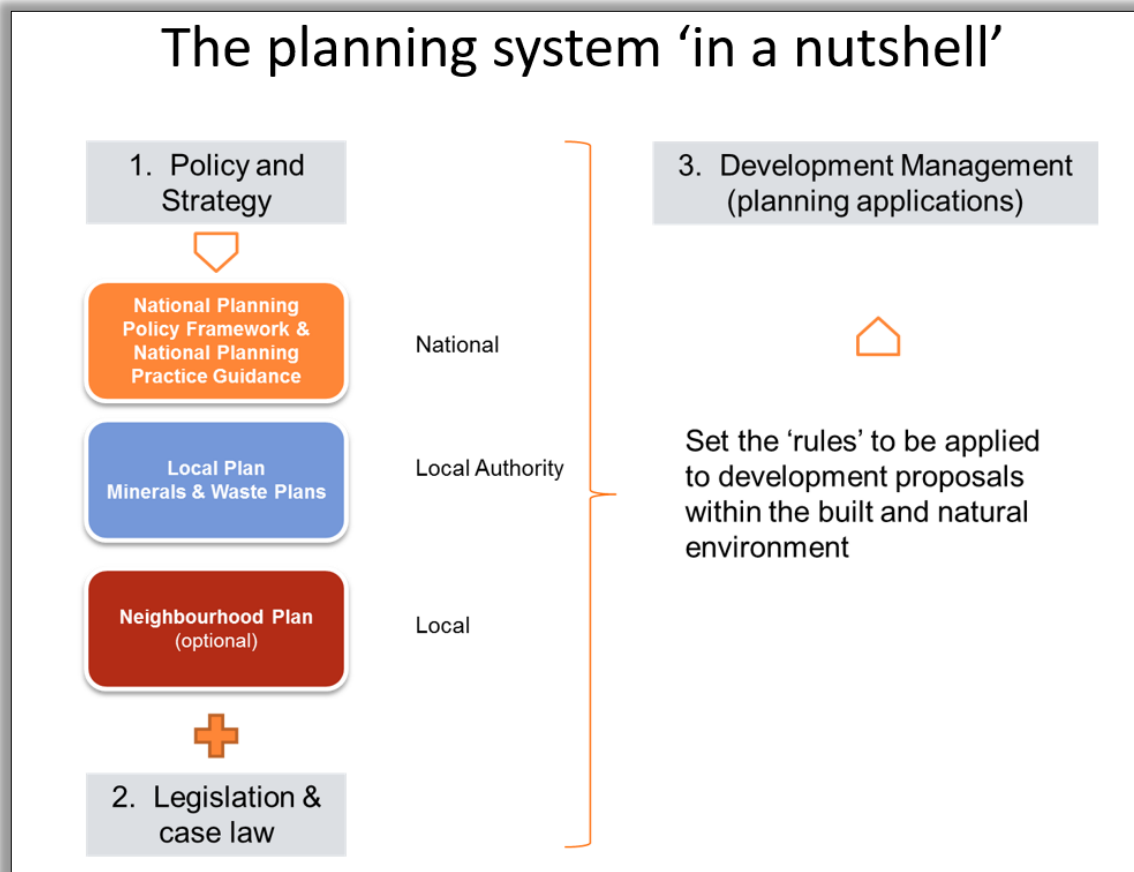 The planning system ‘in a nutshell’
1. Policy and
Strategy
National Planning
Policy Framework &
National Planning
Practice Guidance
National
Local Plan
Minerals & Waste Plans
Local Authority
Neighbourhood Plan
(optional)
Local
2. Legislation &
case law
3. Development Management
(planning applications)
Set the ‘rules’ to be applied
to development proposals
within the built and natural
environment